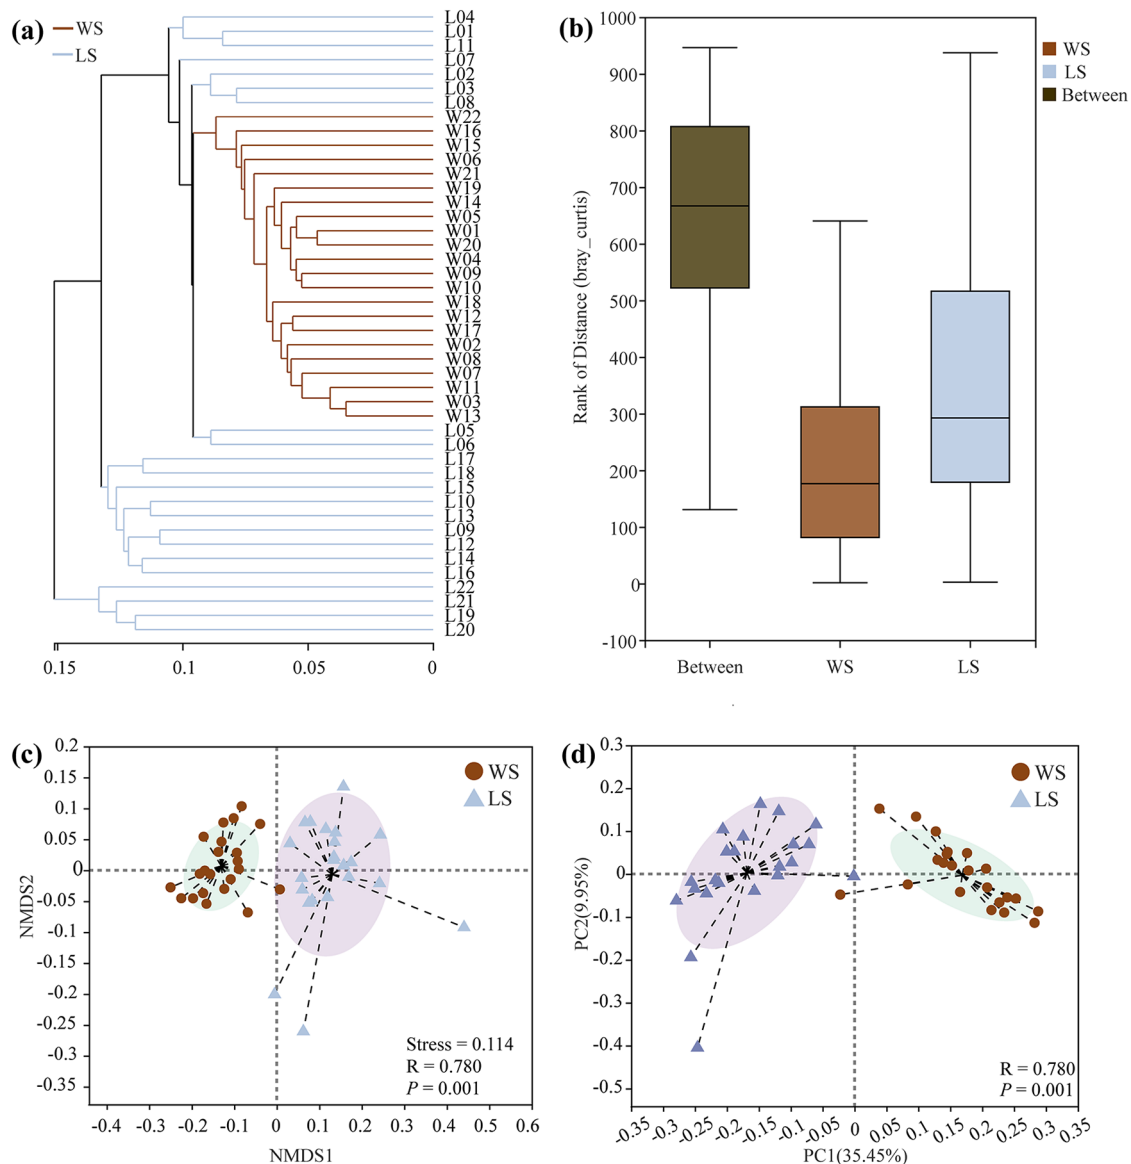 (a)
WS
LS
L04
L01
L11
L07
L02
L03
L08
W22
W16
W15
W06
W21
W19
W14
W05
W01
W20
W04
W09
W10
W18
W12
W17
W02
W08
W07
W11
W03
W13
L05
L06
L17
L18
L15
L10
L13
L09
L12
L14
L16
L22
L21
L19
L20
0.15 0.1 0.05 0
(b)
WS
LS
Between
Rank of Distance (bray_curtis)
1000
900
800
700
600
500
400
300
200
100
0
-100
Between WS LS
(c)
WS
LS
NMDS2
0.2
0.15
0.1
0.05
0
-0.05
-0.1
-0.15
-0.2
-0.25
-0.3
-0.35
Stress = 0.114
R = 0.780
P = 0.001
-0.4 -0.3 -0.2 -0.1 0 0.1 0.2 0.3 0.4 0.5 0.6
NMDS1
(d)
WS
LS
PC2(9.95%)
0.3
0.2
0.1
0
-0.1
-0.2
-0.3
-0.4
-0.5
R = 0.780
P = 0.001
-0.35 -0.3 -0.25 -0.2 -0.15 -0.1 -0.05 0 0.05 0.1 0.15 0.2 0.25 0.3 0.35
PC1(35.45%)